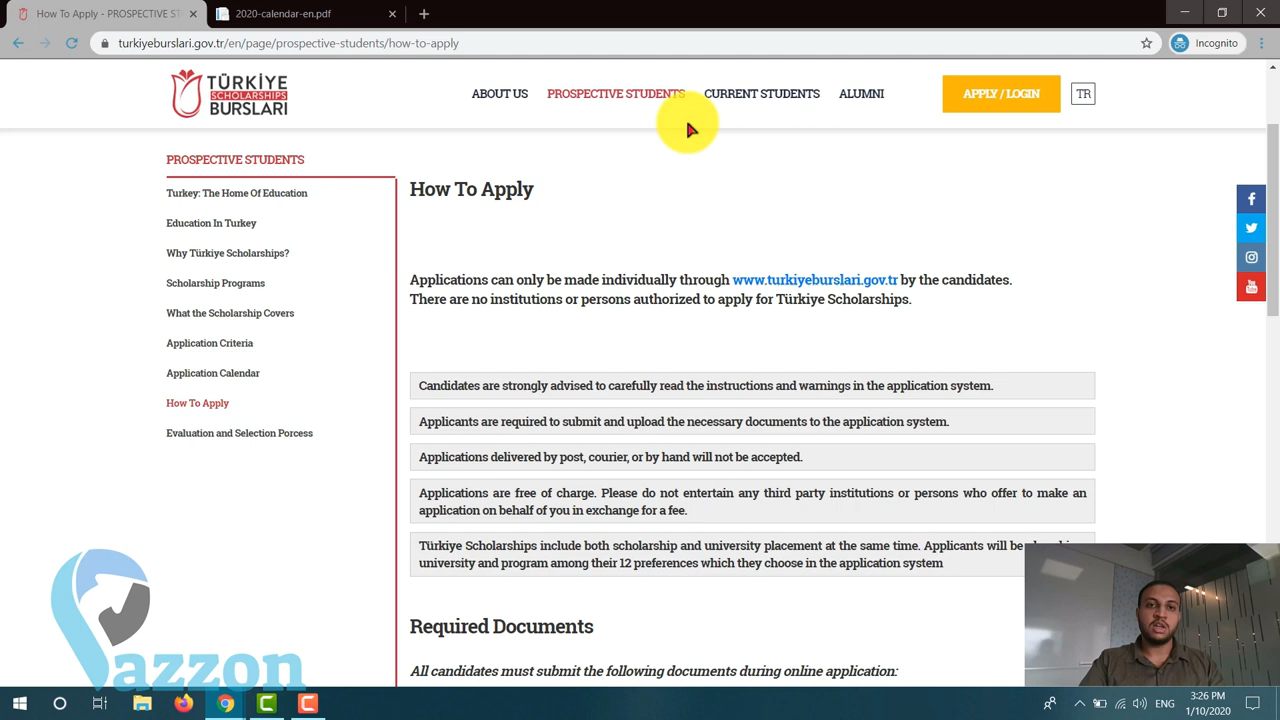 How To Apply - PROSPECTIVE ST
2020-calendar-en.pdf
turkiyeburslari.gov.tr/en/page/prospective-students/how-to-apply
Incognito
TÜRKİYE
SCHOLARSHIPS
BURSLARI
ABOUT US
PROSPECTIVE STUDENTS
CURRENT STUDENTS
ALUMNI
APPLY / LOGIN
TR
PROSPECTIVE STUDENTS
Turkey: The Home Of Education
Education In Turkey
Why Türkiye Scholarships?
Scholarship Programs
What the Scholarship Covers
Application Criteria
Application Calendar
How To Apply
Evaluation and Selection Porcess
How To Apply
Applications can only be made individually through www.turkiyeburslari.gov.tr by the candidates.
There are no institutions or persons authorized to apply for Türkiye Scholarships.
Candidates are strongly advised to carefully read the instructions and warnings in the application system.
Applicants are required to submit and upload the necessary documents to the application system.
Applications delivered by post, courier, or by hand will not be accepted.
Applications are free of charge. Please do not entertain any third party institutions or persons who offer to make an
application on behalf of you in exchange for a fee.
Türkiye Scholarships include both scholarship and university placement at the same time. Applicants will be
university and program among their 12 preferences which they choose in the application system
Required Documents
All candidates must submit the following documents during online application:
You
Tube
azzon
ENG
3:26 PM
1/10/2020